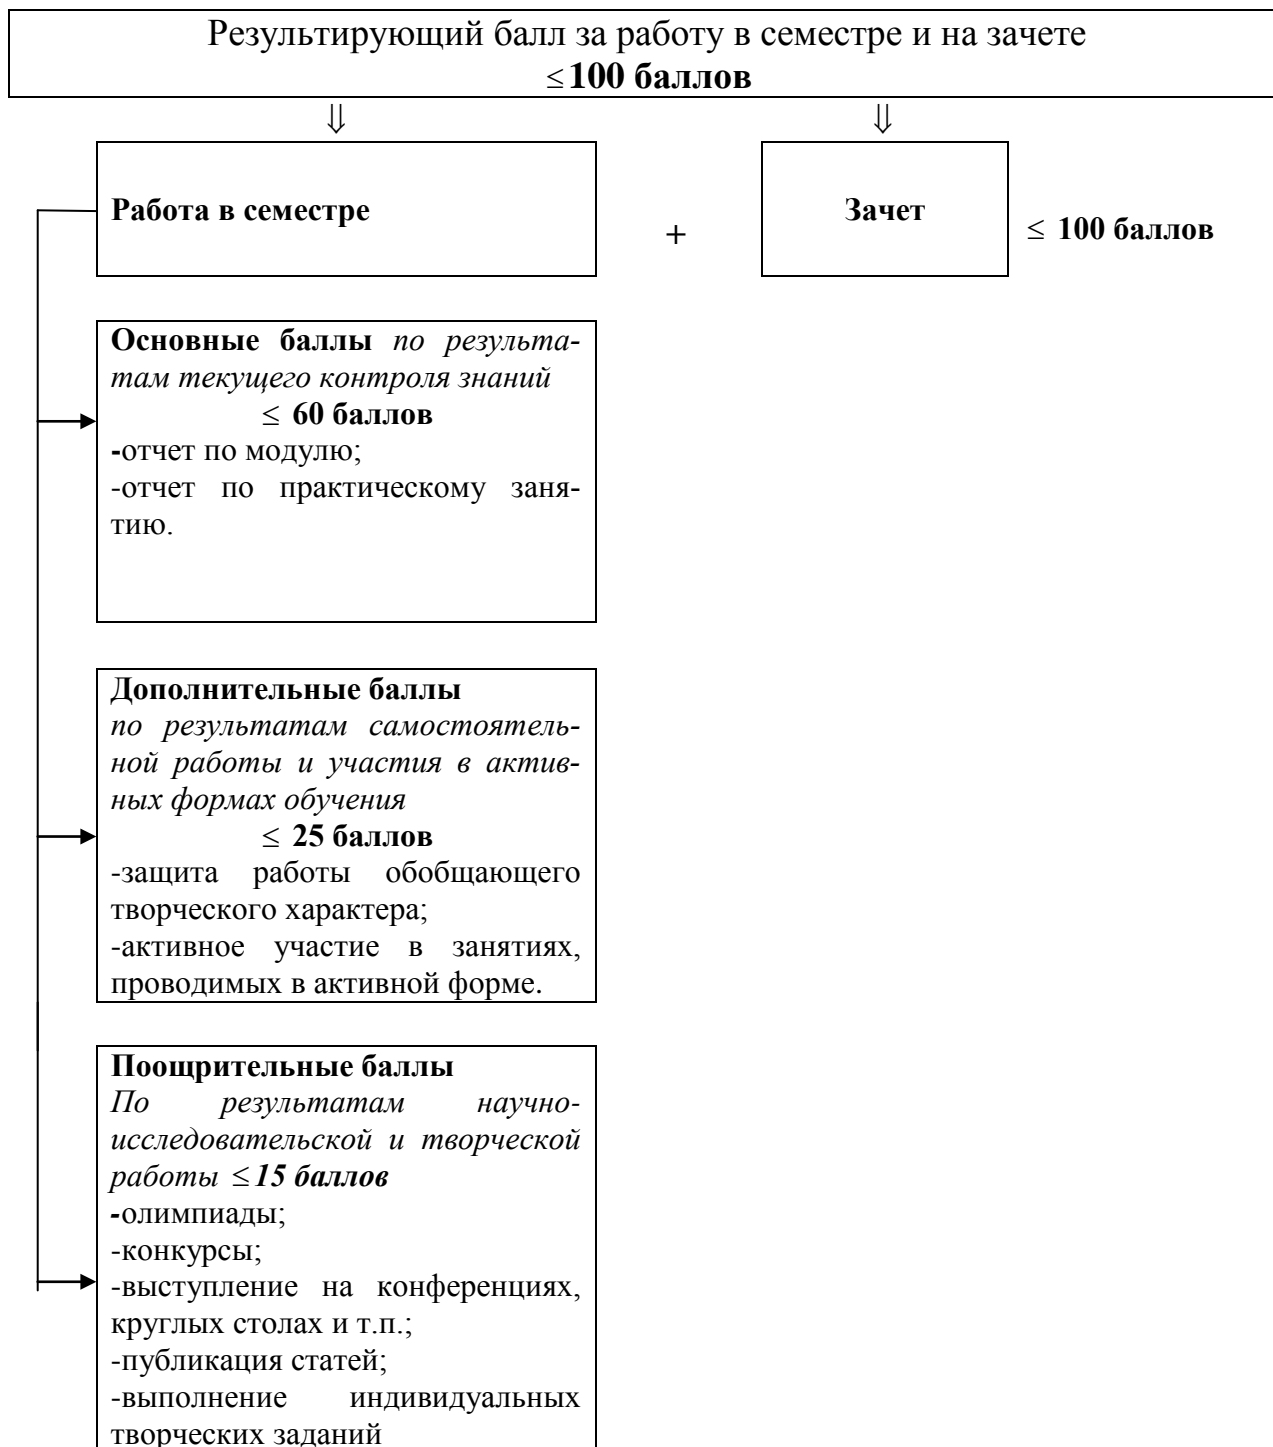 Результирующий балл за работу в семестре и на зачете
≤ 100 баллов
⇓ ⇓
Работа в семестре
+
Зачет
≤ 100 баллов
Основные баллы по результа-
там текущего контроля знаний
≤ 60 баллов
-отчет по модулю;
-отчет по практическому заня-
тию.
Дополнительные баллы
по результатам самостоятель-
ной работы и участия в актив-
ных формах обучения
≤ 25 баллов
-защита работы обобщающего
творческого характера;
-активное участие в занятиях,
проводимых в активной форме.
Поощрительные баллы
По результатам научно-
исследовательской и творческой
работы ≤ 15 баллов
-олимпиады;
-конкурсы;
-выступление на конференциях,
круглых столах и т.п.;
-публикация статей;
-выполнение индивидуальных
творческих заданий